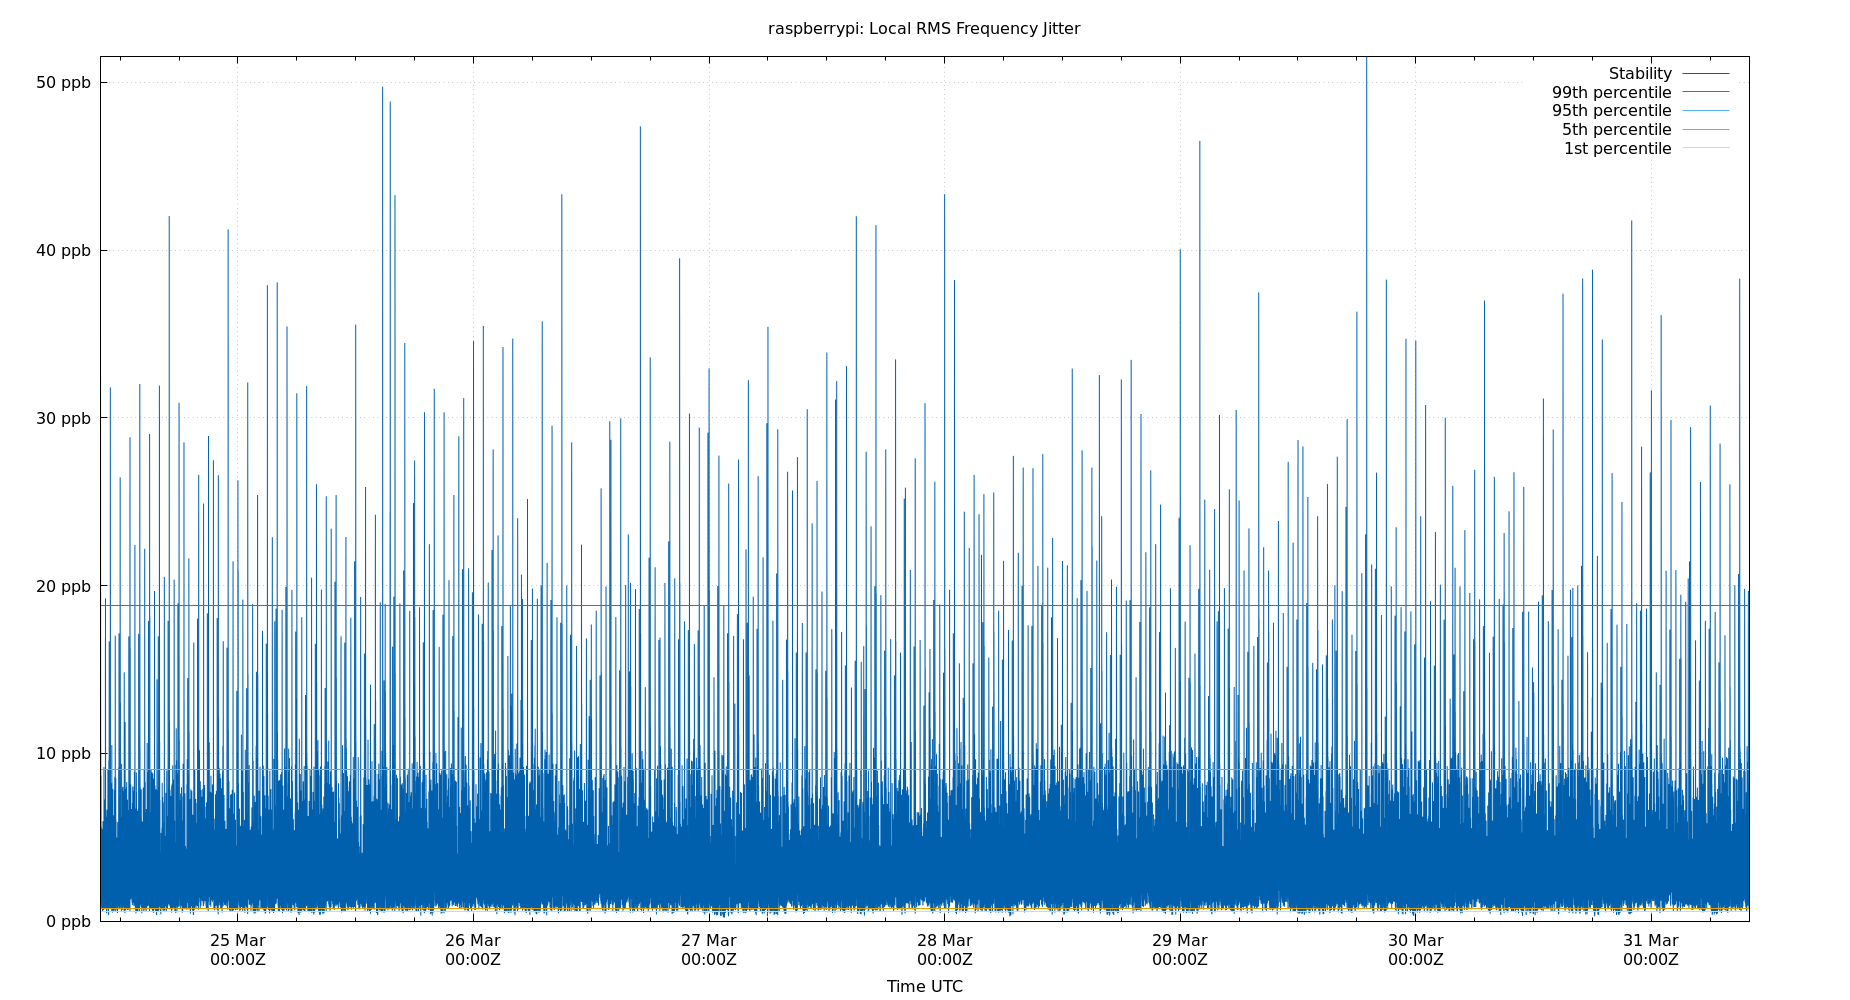 raspberrypi: Local RMS Frequency Jitter
50 ppb
40 ppb
30 ppb
20 ppb
10 ppb
0 ppb
Stability
99th percentile
95th percentile
5th percentile
1st percentile
25 Mar
00:00Z
26 Mar
00:00Z
27 Mar
00:00Z
28 Mar
00:00Z
29 Mar
00:00Z
30 Mar
00:00Z
31 Mar
00:00Z
Time UTC